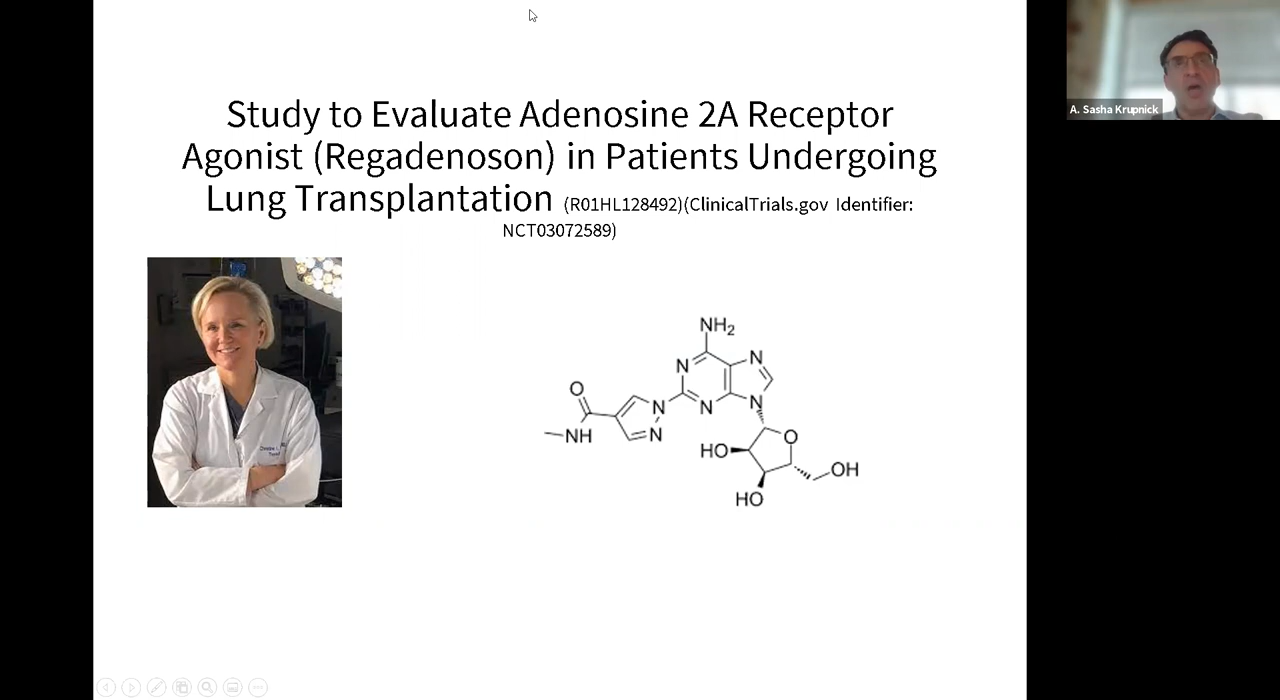 Study to Evaluate Adenosine 2A Receptor
Agonist (Regadenoson) in Patients Undergoing
Lung Transplantation (R01HL128492)(ClinicalTrials.gov Identifier:
NCT03072589)
A. Sasha Krupnick
NH2
N
N
N
N
O
N
N
NH
HO
O
OH
HO